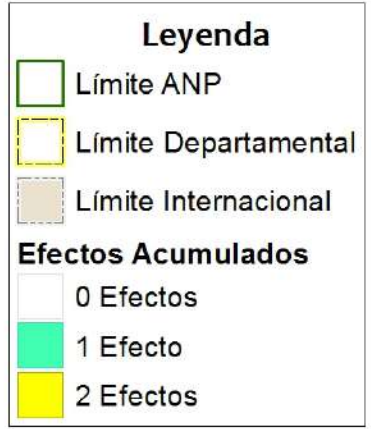 Leyenda
Límite ANP
Límite Departamental
Límite Internacional
Efectos Acumulados
0 Efectos
1 Efecto
2 Efectos